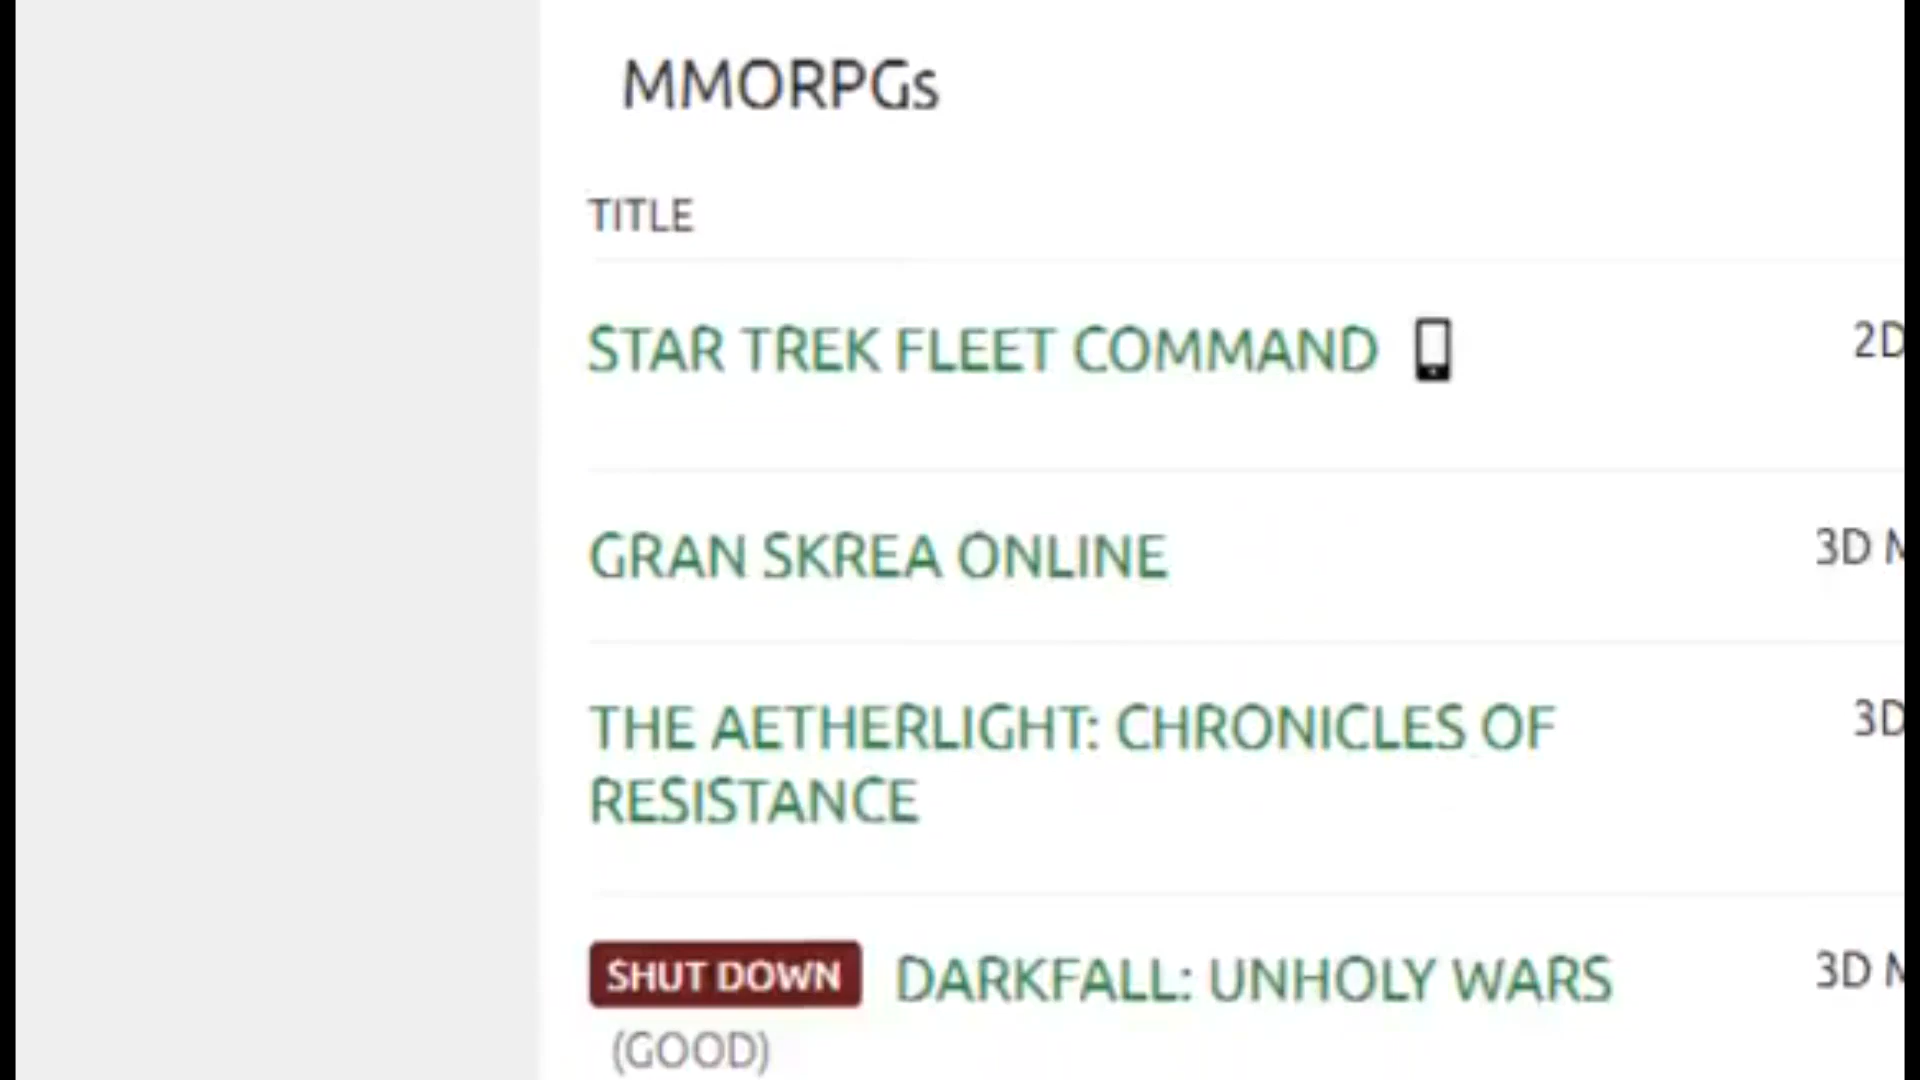 MMORPGs
TITLE
STAR TREK FLEET COMMAND 2D
GRAN SKREA ONLINE 3D
THE AETHERLIGHT: CHRONICLES OF 3D
RESISTANCE
SHUT DOWN DARKFALL: UNHOLY WARS 3D
(GOOD)